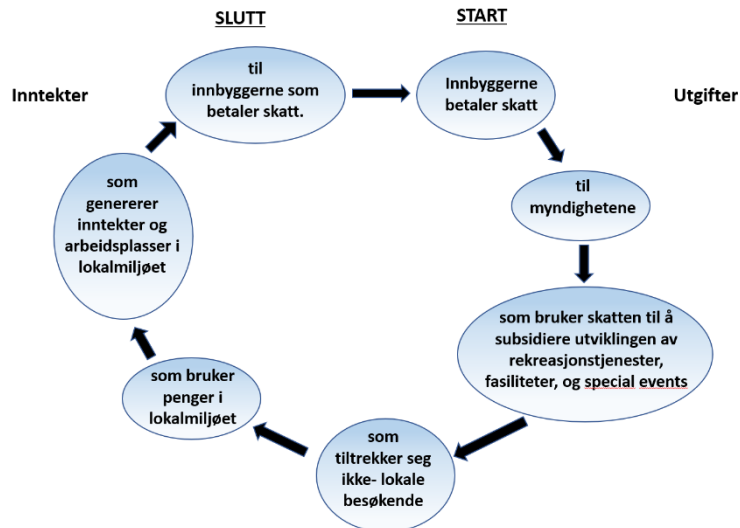 SLUTT
START
Inntekter
Utgifter
Innbyggerne
betaler skatt
til
myndighetene
som bruker skatten til å
subsidiere utviklingen av
rekreasjonstjenester,
fasiliteter, og special events
som
tiltrekker seg
ikke- lokale
besøkende
som bruker
penger i
lokalmiljøet
som
genererer
inntekter og
arbeidsplasser i
lokalmiljøet
til
innbyggerne som
betaler skatt.